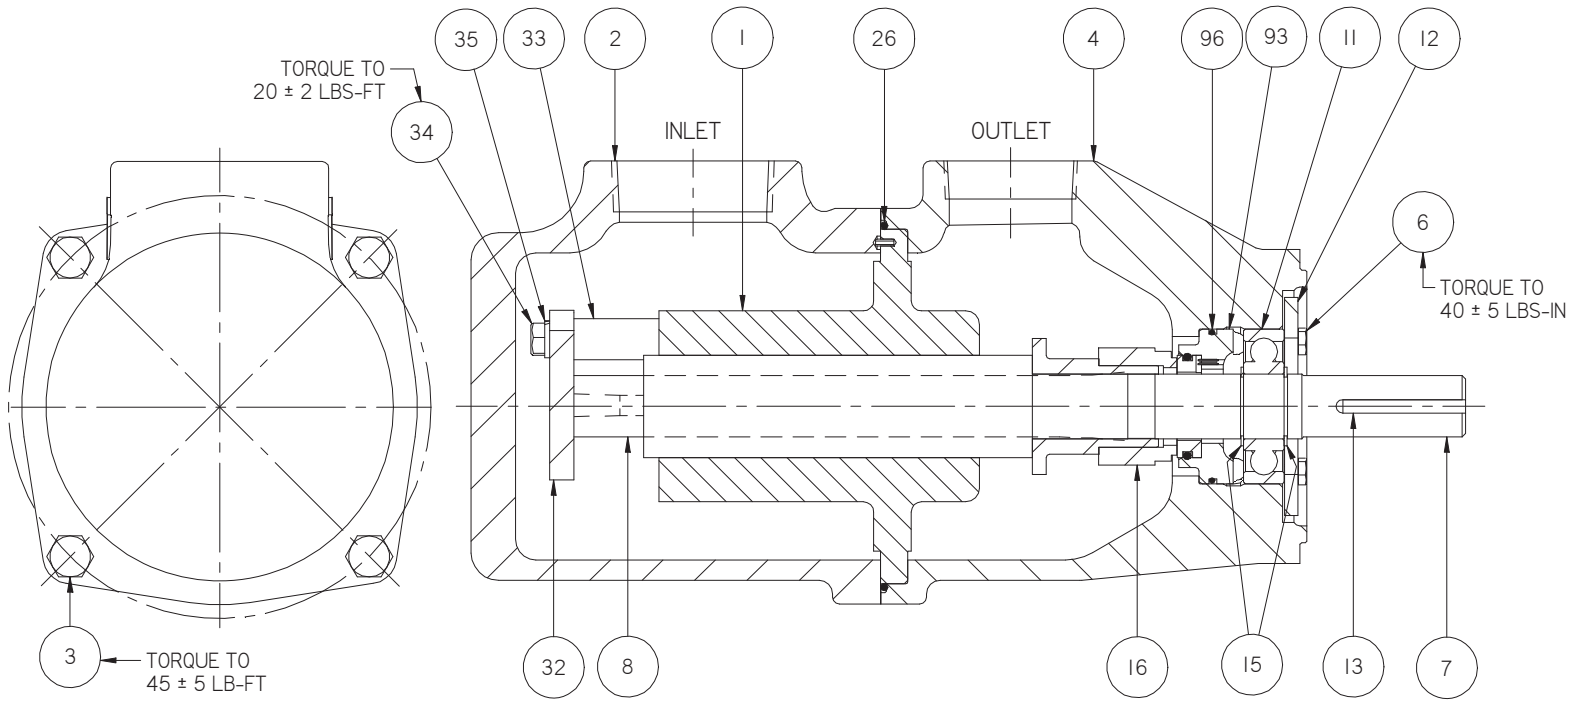 35
33
2
1
26
4
96
93
11
12
TORQUE TO
20 ± 2 LBS-FT
34
INLET
OUTLET
6
TORQUE TO
40 ± 5 LBS-IN
3
TORQUE TO
45 ± 5 LB-FT
32
8
16
15
13
7